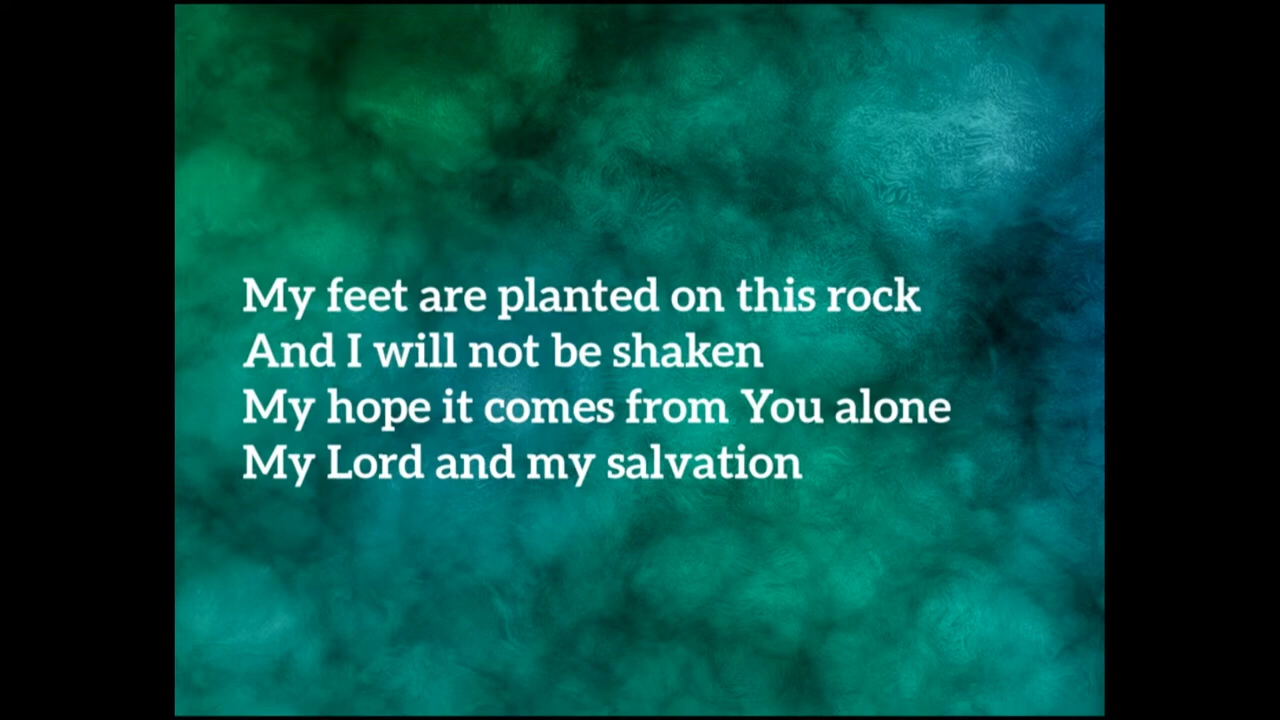 My feet are planted on this rock
And I will not be shaken
My hope it comes from You alone
My Lord and my salvation